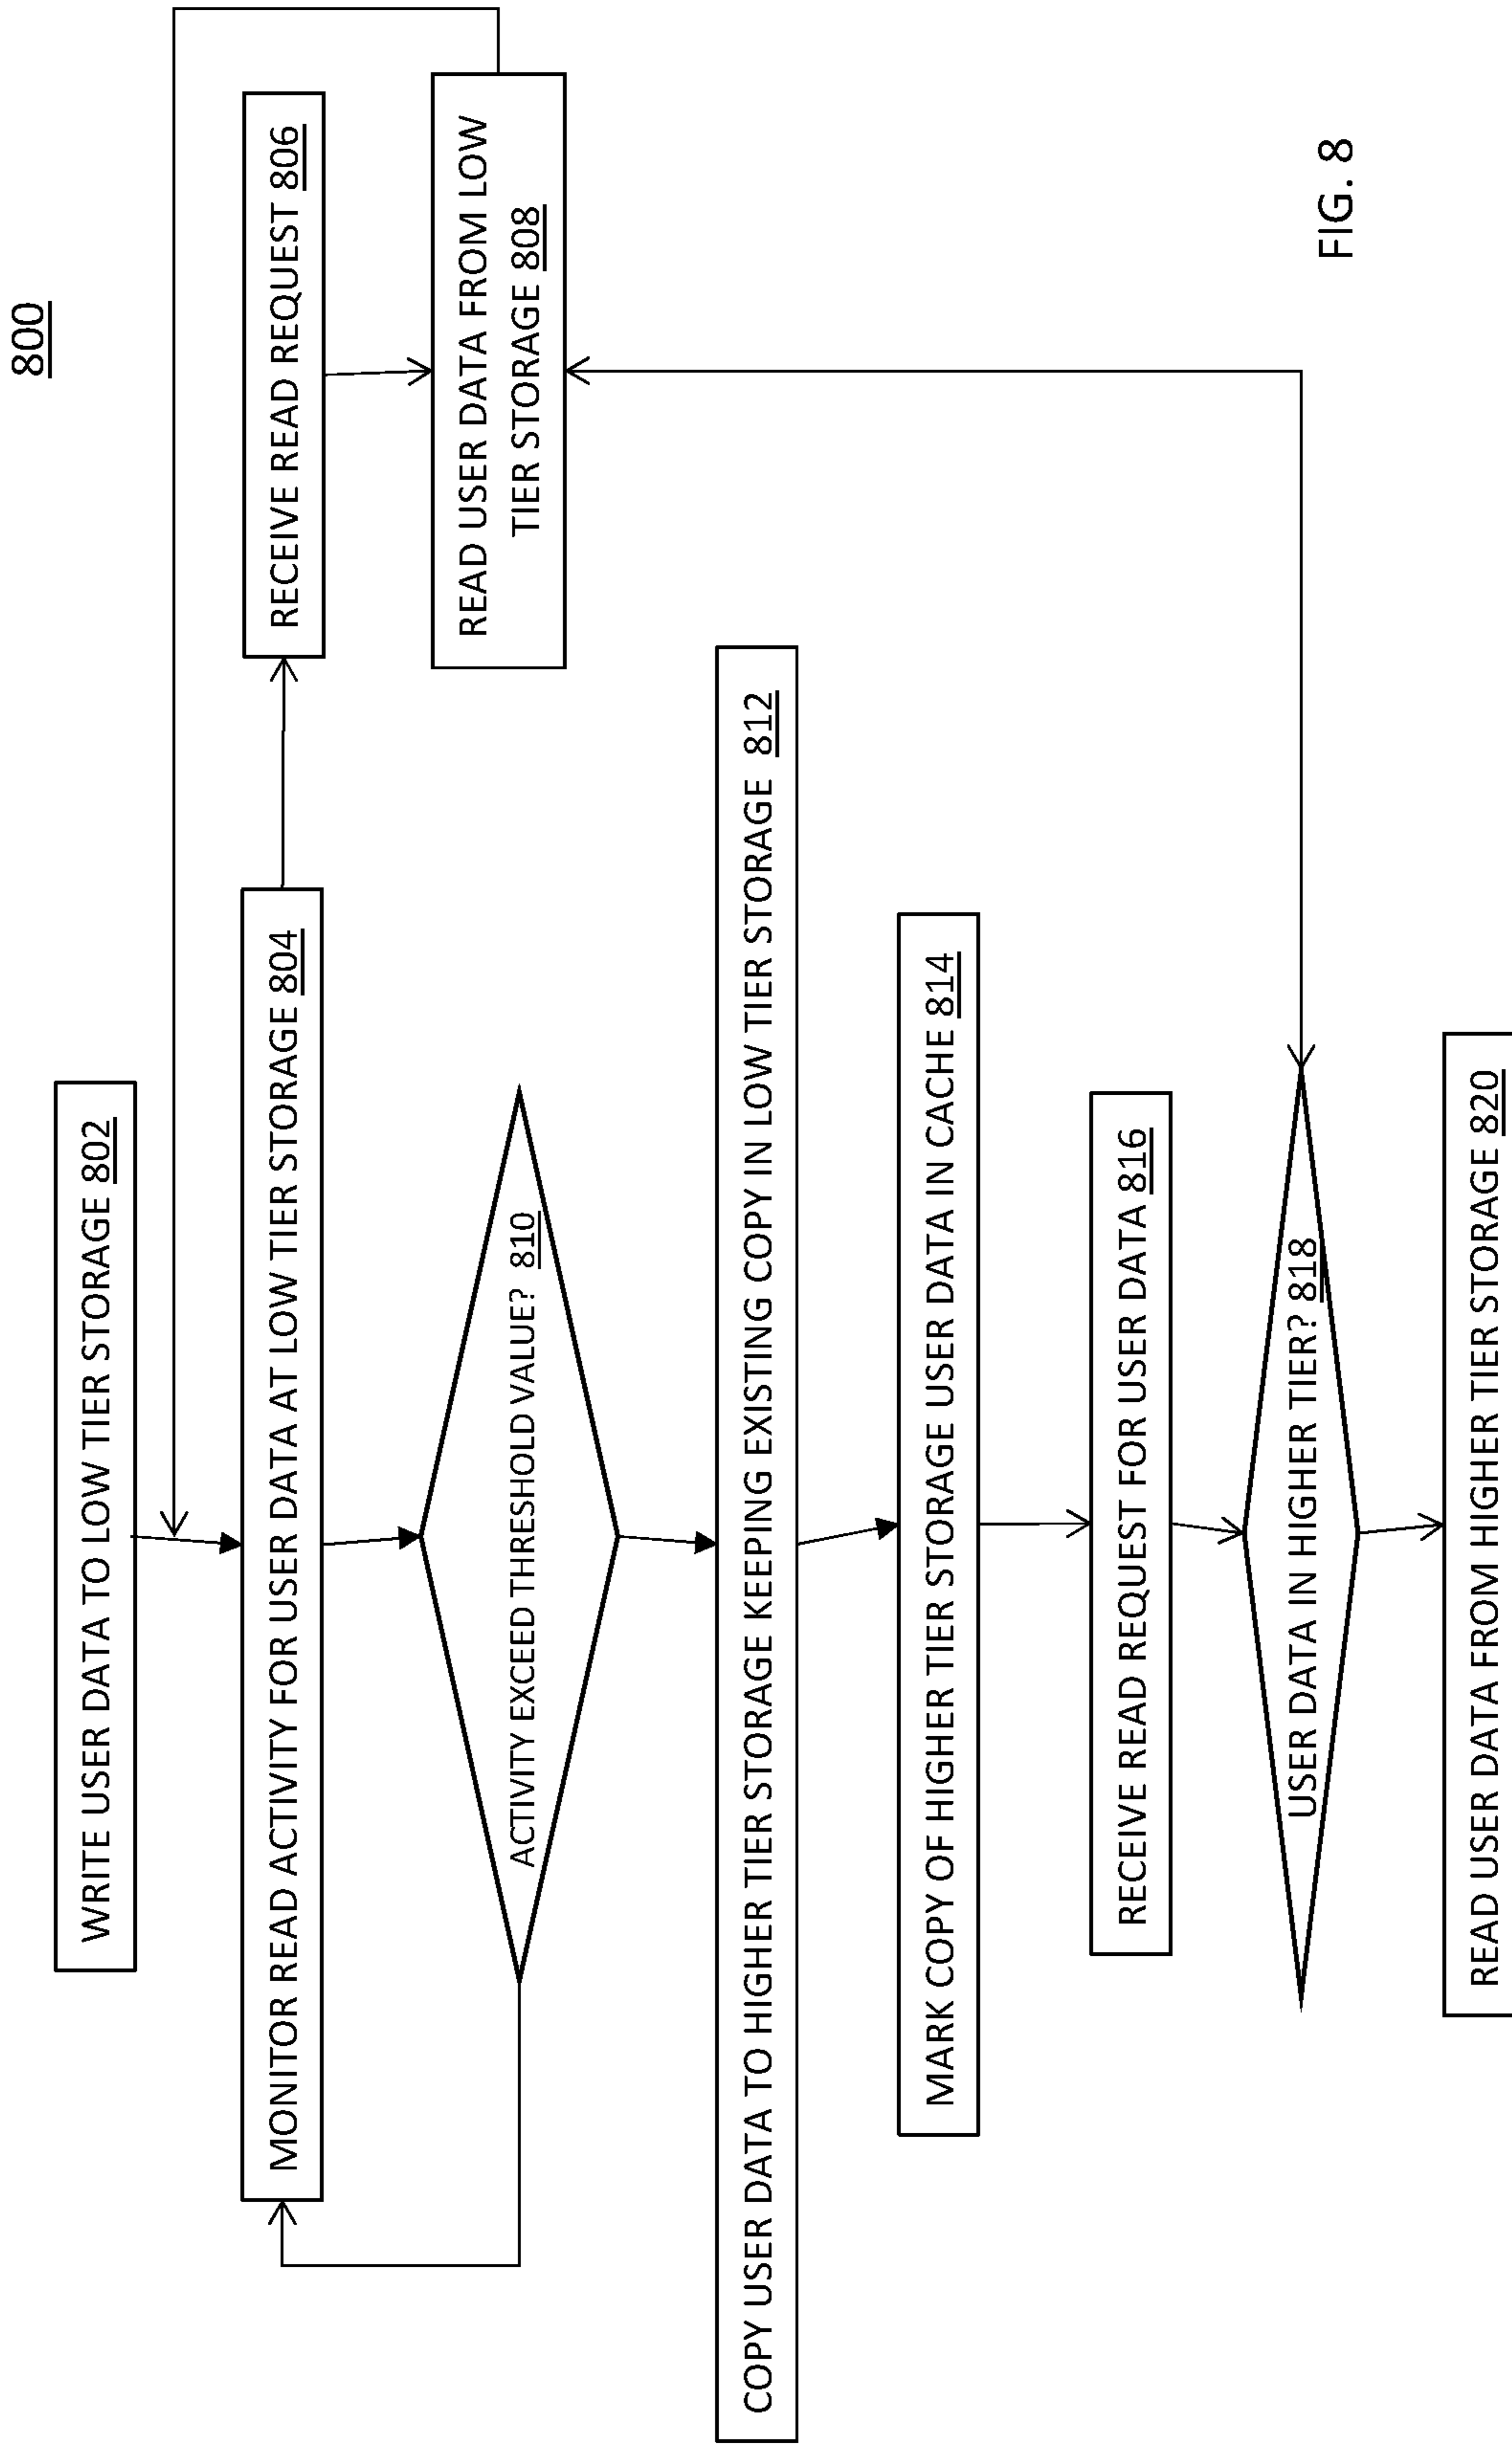 800
WRITE USER DATA TO LOW TIER STORAGE 802
MONITOR READ ACTIVITY FOR USER DATA AT LOW TIER STORAGE 804
RECEIVE READ REQUEST 806
READ USER DATA FROM LOW
TIER STORAGE 808
ACTIVITY EXCEED THRESHOLD VALUE? 810
COPY USER DATA TO HIGHER TIER STORAGE KEEPING EXISTING COPY IN LOW TIER STORAGE 812
MARK COPY OF HIGHER TIER STORAGE USER DATA IN CACHE 814
RECEIVE READ REQUEST FOR USER DATA 816
USER DATA IN HIGHER TIER? 818
READ USER DATA FROM HIGHER TIER STORAGE 820
FIG. 8